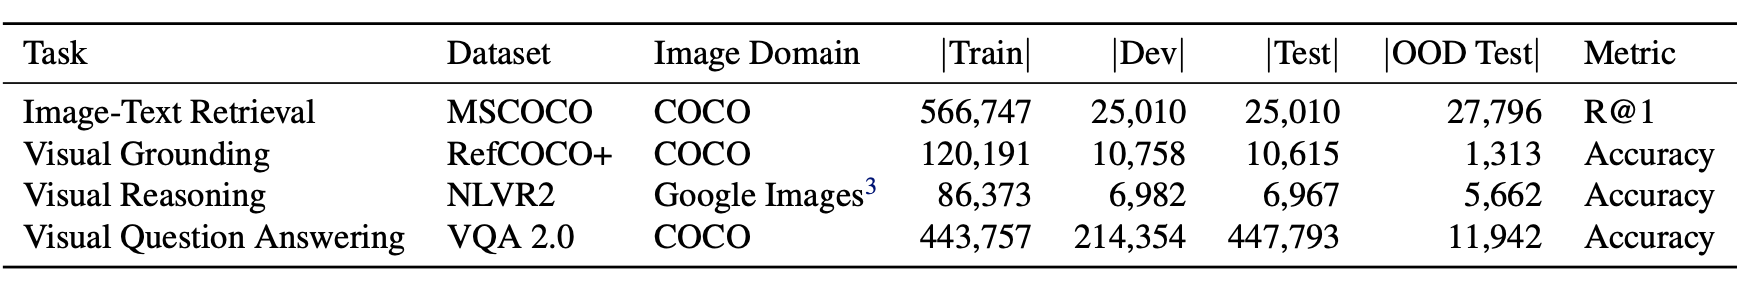 Task Dataset Image Domain |Train| |Dev| |Test| |OOD Test| Metric
Image-Text Retrieval MSCOCO COCO 566,747 25,010 25,010 27,796 R@1
Visual Grounding RefCOCO+ COCO 120,191 10,758 10,615 1,313 Accuracy
Visual Reasoning NLVR2 Google Images³ 86,373 6,982 6,967 5,662 Accuracy
Visual Question Answering VQA 2.0 COCO 443,757 214,354 447,793 11,942 Accuracy